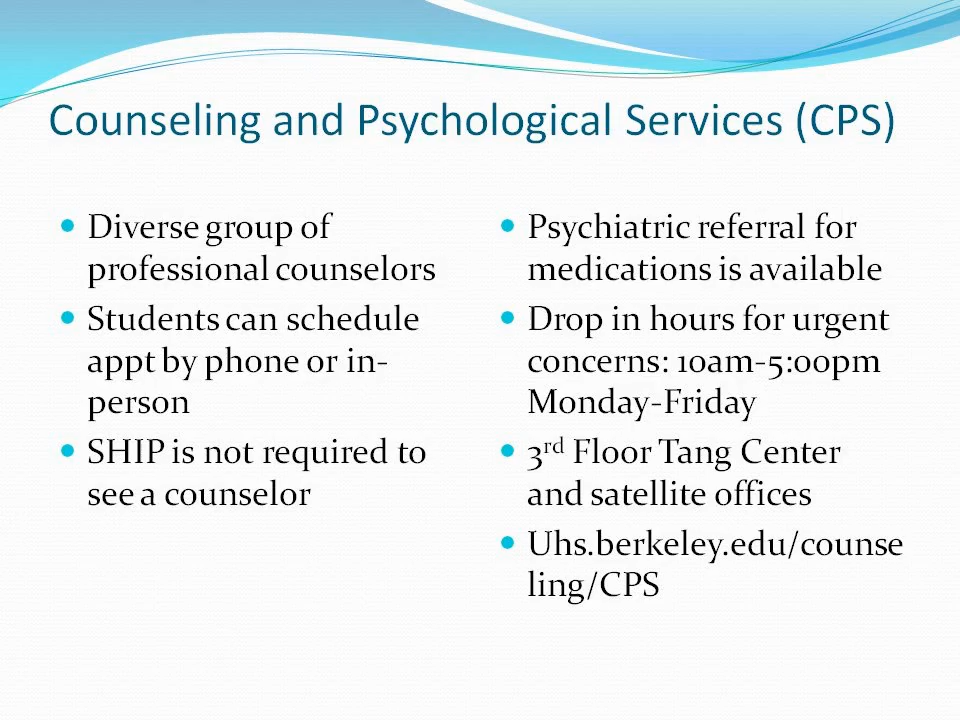 Counseling and Psychological Services (CPS)
• Diverse group of
professional counselors
• Students can schedule
appt by phone or in-
person
• SHIP is not required to
see a counselor
• Psychiatric referral for
medications is available
• Drop in hours for urgent
concerns: 10am-5:00pm
Monday-Friday
• 3rd Floor Tang Center
and satellite offices
• Uhs.berkeley.edu/counse
ling/CPS